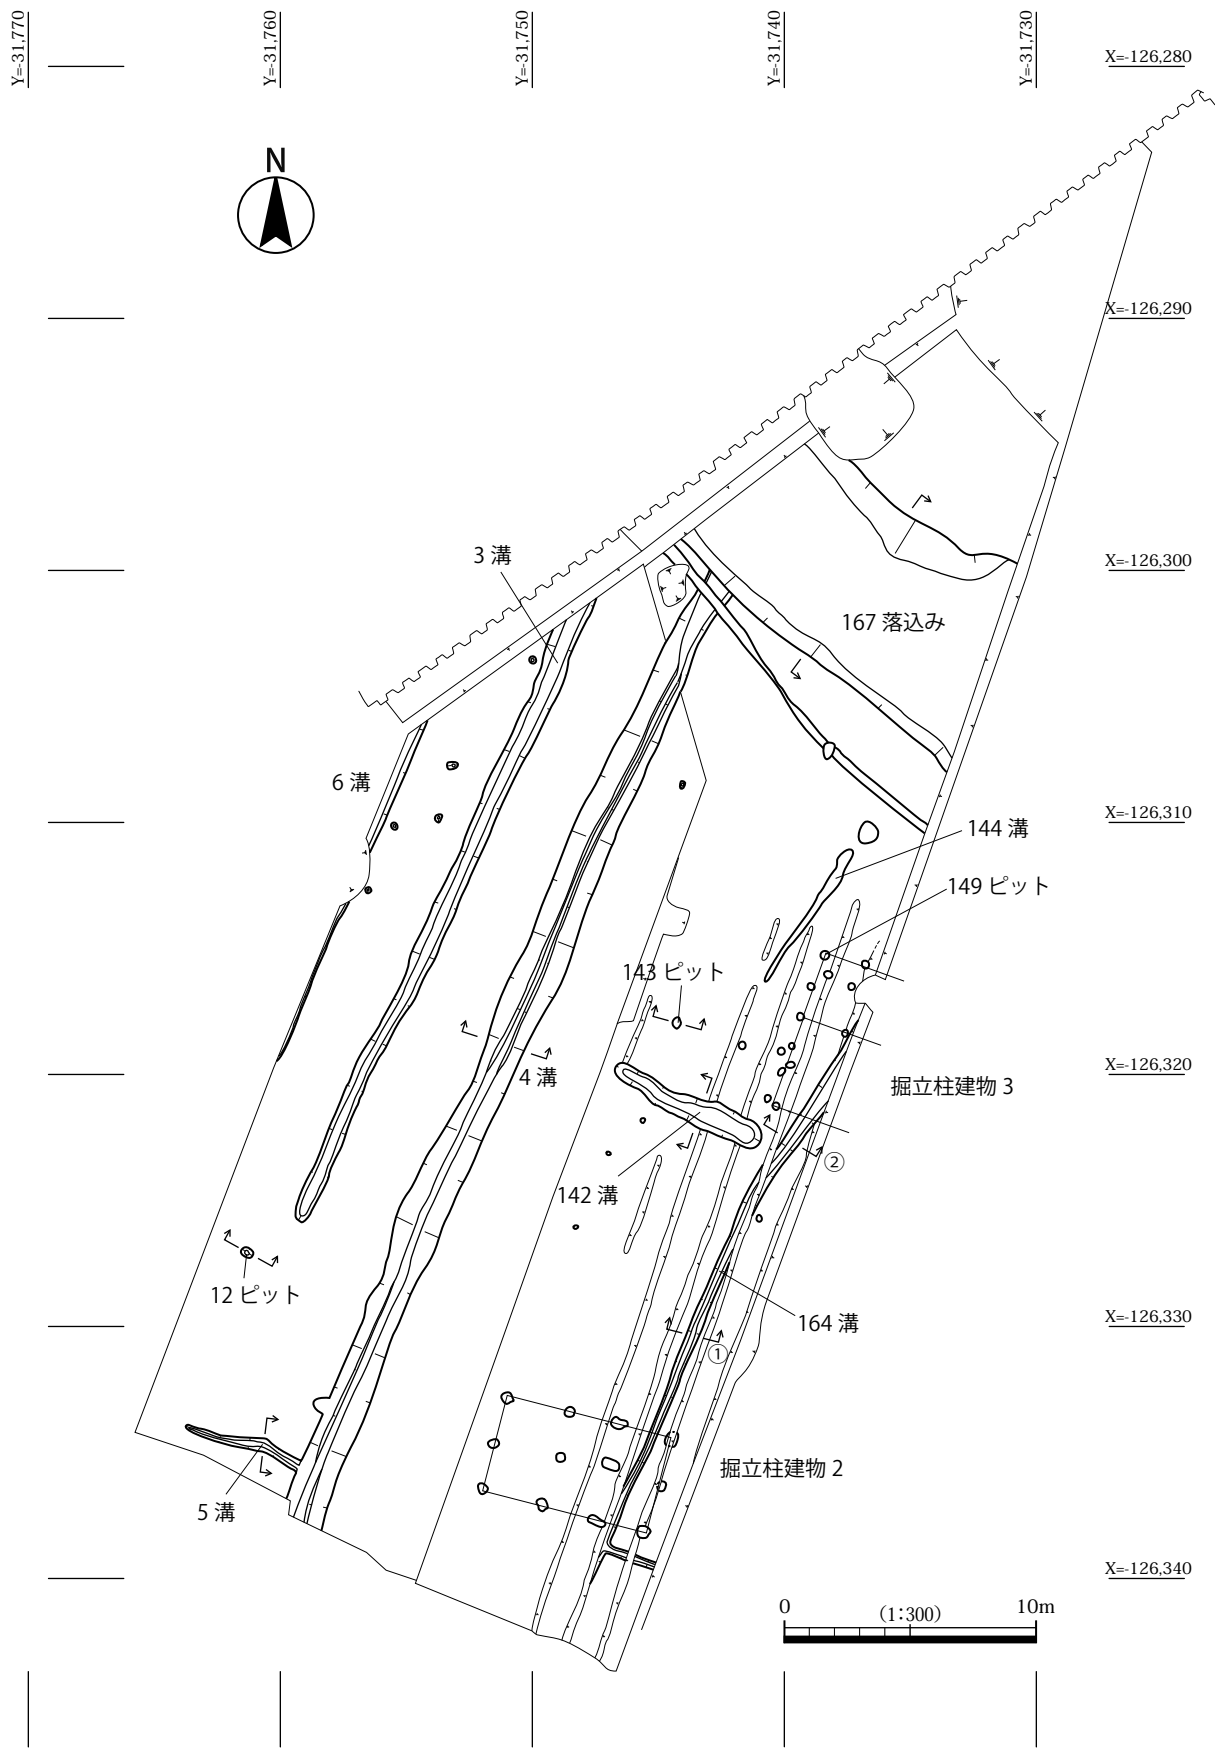 Y=-31,770
Y=-31,760
Y=-31,750
Y=-31,740
Y=-31,730
X=-126,280
N
X=-126,290
3 溝
X=-126,300
167 落込み
6 溝
X=-126,310
144 溝
149 ピット
143 ピット
X=-126,320
4 溝
掘立柱建物 3
②
142 溝
12 ピット
164 溝
X=-126,330
①
掘立柱建物 2
5 溝
X=-126,340
0 (1:300) 10m